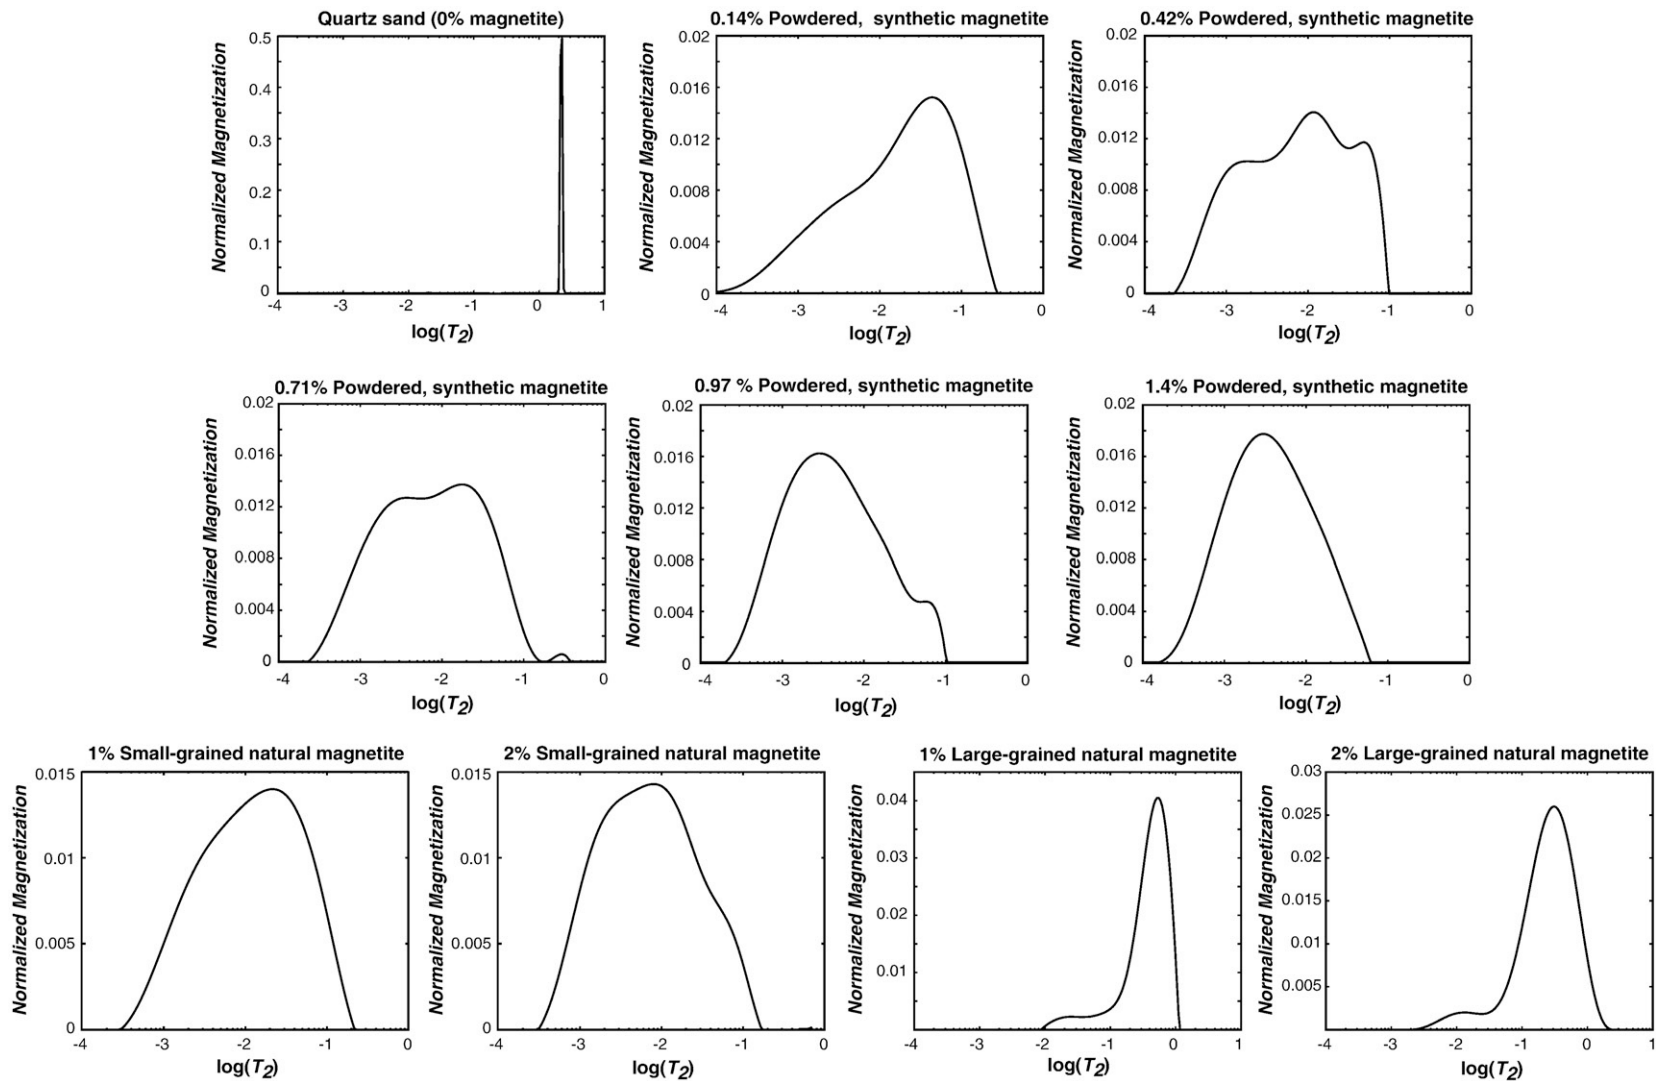 Quartz sand (0% magnetite)
Normalized Magnetization
0.5
0.4
0.3
0.2
0.1
0
-4 -3 -2 -1 0 1
log(T2)
0.14% Powdered, synthetic magnetite
Normalized Magnetization
0.02
0.016
0.012
0.008
0.004
0
-4 -3 -2 -1 0
log(T2)
0.42% Powdered, synthetic magnetite
Normalized Magnetization
0.02
0.016
0.012
0.008
0.004
0
-4 -3 -2 -1 0
log(T2)
0.71% Powdered, synthetic magnetite
Normalized Magnetization
0.02
0.016
0.012
0.008
0.004
0
-4 -3 -2 -1 0
log(T2)
0.97 % Powdered, synthetic magnetite
Normalized Magnetization
0.02
0.016
0.012
0.008
0.004
0
-4 -3 -2 -1 0
log(T2)
1.4% Powdered, synthetic magnetite
Normalized Magnetization
0.02
0.016
0.012
0.008
0.004
0
-4 -3 -2 -1 0
log(T2)
1% Small-grained natural magnetite
Normalized Magnetization
0.015
0.01
0.005
0
-4 -3 -2 -1 0
log(T2)
2% Small-grained natural magnetite
Normalized Magnetization
0.015
0.01
0.005
0
-4 -3 -2 -1 0
log(T2)
1% Large-grained natural magnetite
Normalized Magnetization
0.04
0.03
0.02
0.01
-4 -3 -2 -1 0 1
log(T2)
2% Large-grained natural magnetite
Normalized Magnetization
0.03
0.025
0.02
0.015
0.01
0.005
-4 -3 -2 -1 0 1
log(T2)